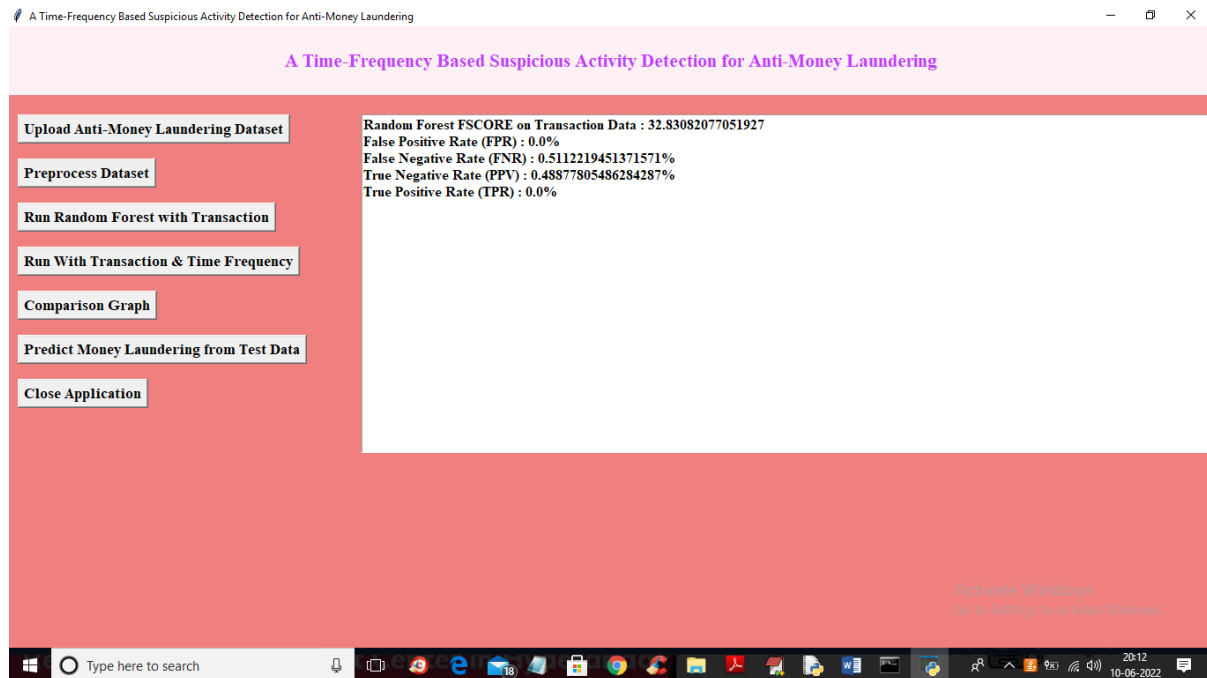 A Time-Frequency Based Suspicious Activity Detection for Anti-Money Laundering
A Time-Frequency Based Suspicious Activity Detection for Anti-Money Laundering
Upload Anti-Money Laundering Dataset
Preprocess Dataset
Run Random Forest with Transaction
Run With Transaction & Time Frequency
Comparison Graph
Predict Money Laundering from Test Data
Close Application
Random Forest FSCORE on Transaction Data : 32.83082077051927
False Positive Rate (FPR) : 0.0%
False Negative Rate (FNR) : 0.5112219451371571%
True Negative Rate (PPV) : 0.48877805486284287%
True Positive Rate (TPR) : 0.0%
Activate Windows
Type here to search
18
20:12
10-06-2022